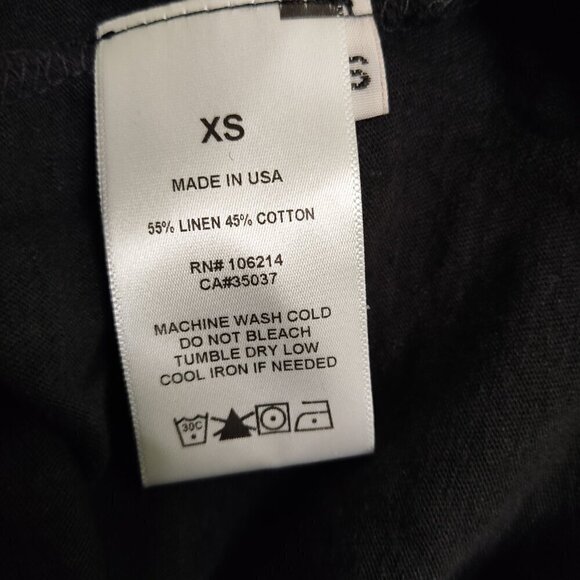 S
XS
MADE IN USA
55% LINEN 45% COTTON
RN# 106214
CA#35037
MACHINE WASH COLD
DO NOT BLEACH
TUMBLE DRY LOW
COOL IRON IF NEEDED
30C